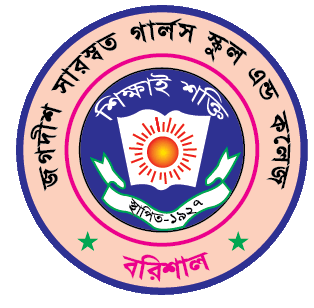 জগদীশ সারস্বত গার্লস স্কুল এন্ড কলেজ
শিক্ষাই শক্তি
স্থাপিত-১৯২৭
বরিশাল